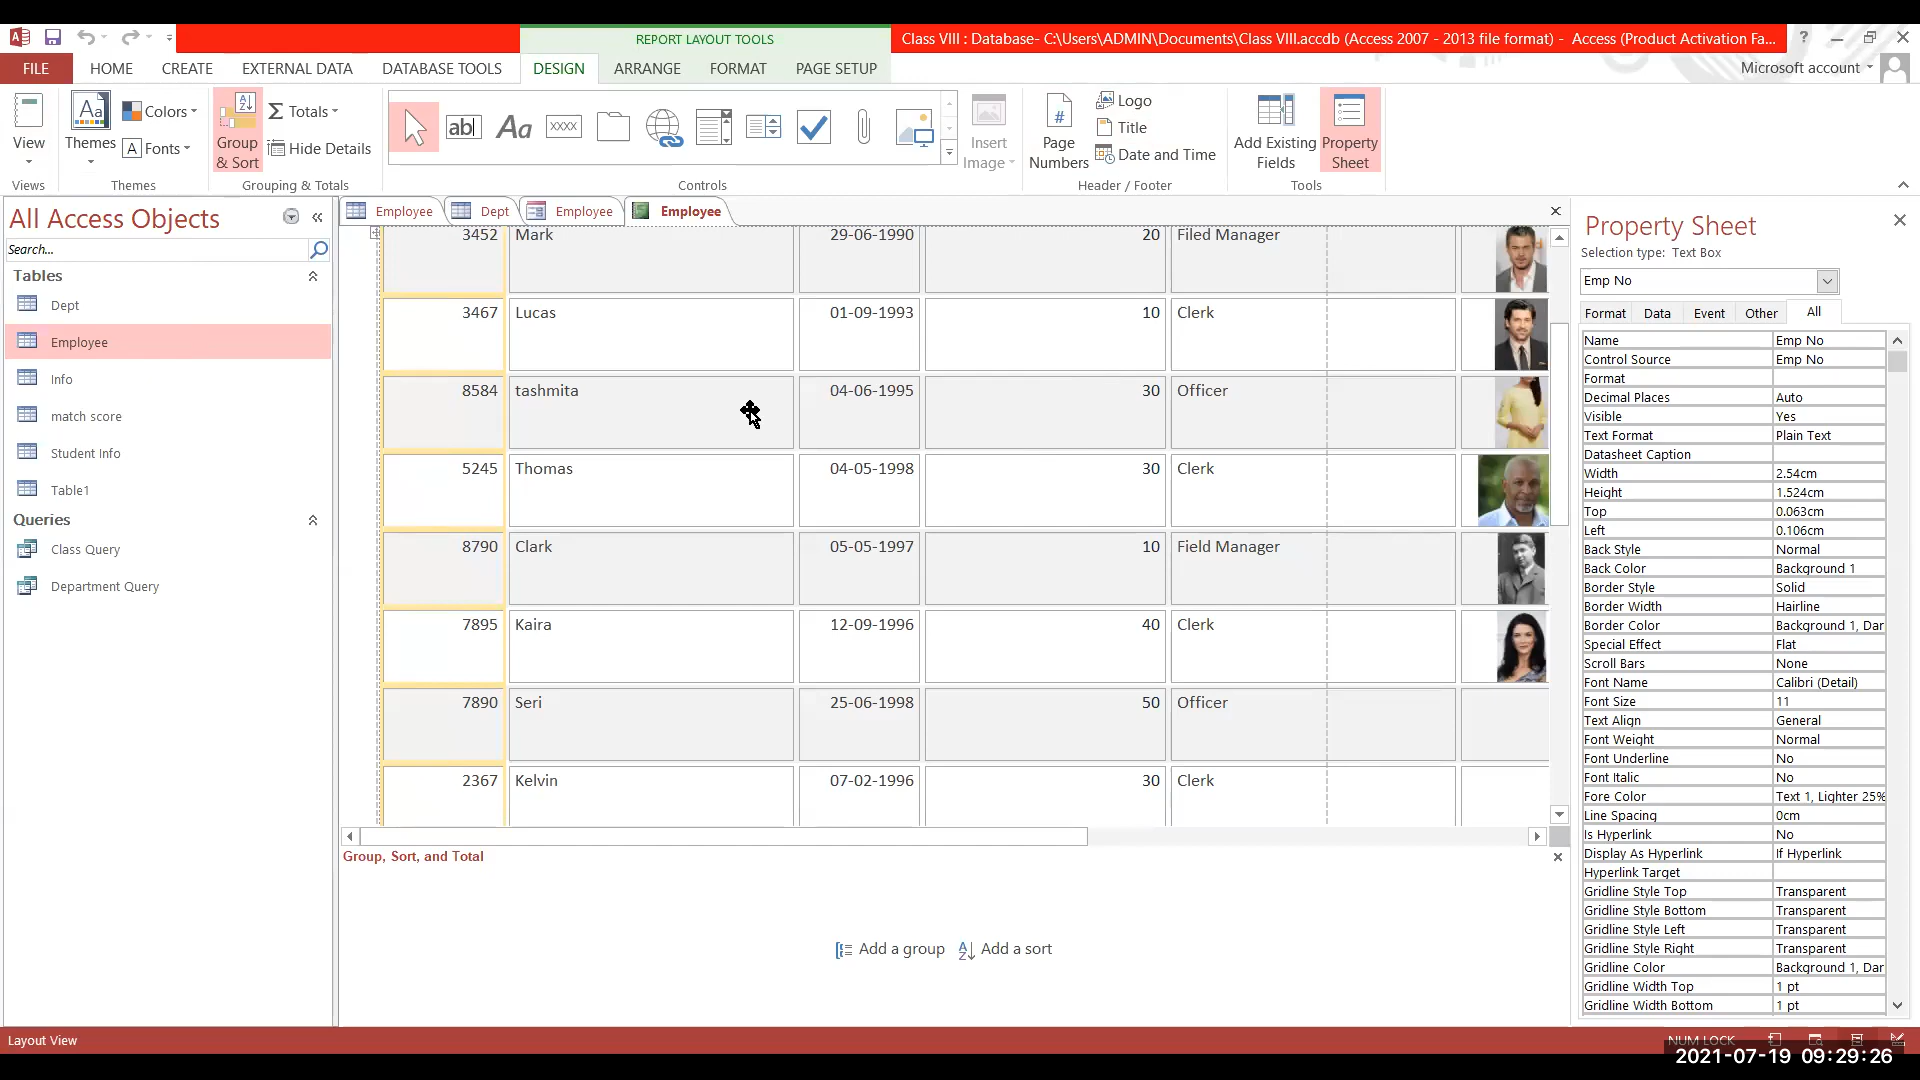 REPORT LAYOUT TOOLS
Class VIII : Database- C:\Users\ADMIN\Documents\Class VIII.accdb (Access 2007 - 2013 file format) - Access (Product Activation Fa...
FILE HOME CREATE EXTERNAL DATA DATABASE TOOLS DESIGN ARRANGE FORMAT PAGE SETUP Microsoft account
View
Themes
Colors
Fonts
Group & Sort
Totals
Hide Details
ab
Aa
XXXX
Insert Image
Page Numbers
Logo
Title
Date and Time
Add Existing Fields
Property Sheet
Views Themes Grouping & Totals Controls Header / Footer Tools
All Access Objects
Search...
Tables
Dept
Employee
Info
match score
Student Info
Table1
Queries
Class Query
Department Query
Employee Dept Employee Employee
3452 Mark 29-06-1990 20 Filed Manager
3467 Lucas 01-09-1993 10 Clerk
8584 tashmita 04-06-1995 30 Officer
5245 Thomas 04-05-1998 30 Clerk
8790 Clark 05-05-1997 10 Field Manager
7895 Kaira 12-09-1996 40 Clerk
7890 Seri 25-06-1998 50 Officer
2367 Kelvin 07-02-1996 30 Clerk
Group, Sort, and Total
Add a group Add a sort
Property Sheet
Selection type: Text Box
Emp No
Format Data Event Other All
Name Emp No
Control Source Emp No
Format
Decimal Places Auto
Visible Yes
Text Format Plain Text
Datasheet Caption
Width 2.54cm
Height 1.524cm
Top 0.063cm
Left 0.106cm
Back Style Normal
Back Color Background 1
Border Style Solid
Border Width Hairline
Border Color Background 1, Dar
Special Effect Flat
Scroll Bars None
Font Name Calibri (Detail)
Font Size 11
Text Align General
Font Weight Normal
Font Underline No
Font Italic No
Fore Color Text 1, Lighter 25%
Line Spacing 0cm
Is Hyperlink No
Display As Hyperlink If Hyperlink
Hyperlink Target
Gridline Style Top Transparent
Gridline Style Bottom Transparent
Gridline Style Left Transparent
Gridline Style Right Transparent
Gridline Color Background 1, Dar
Gridline Width Top 1 pt
Gridline Width Bottom 1 pt
Layout View
NUM LOCK
2021-07-19 09:29:26